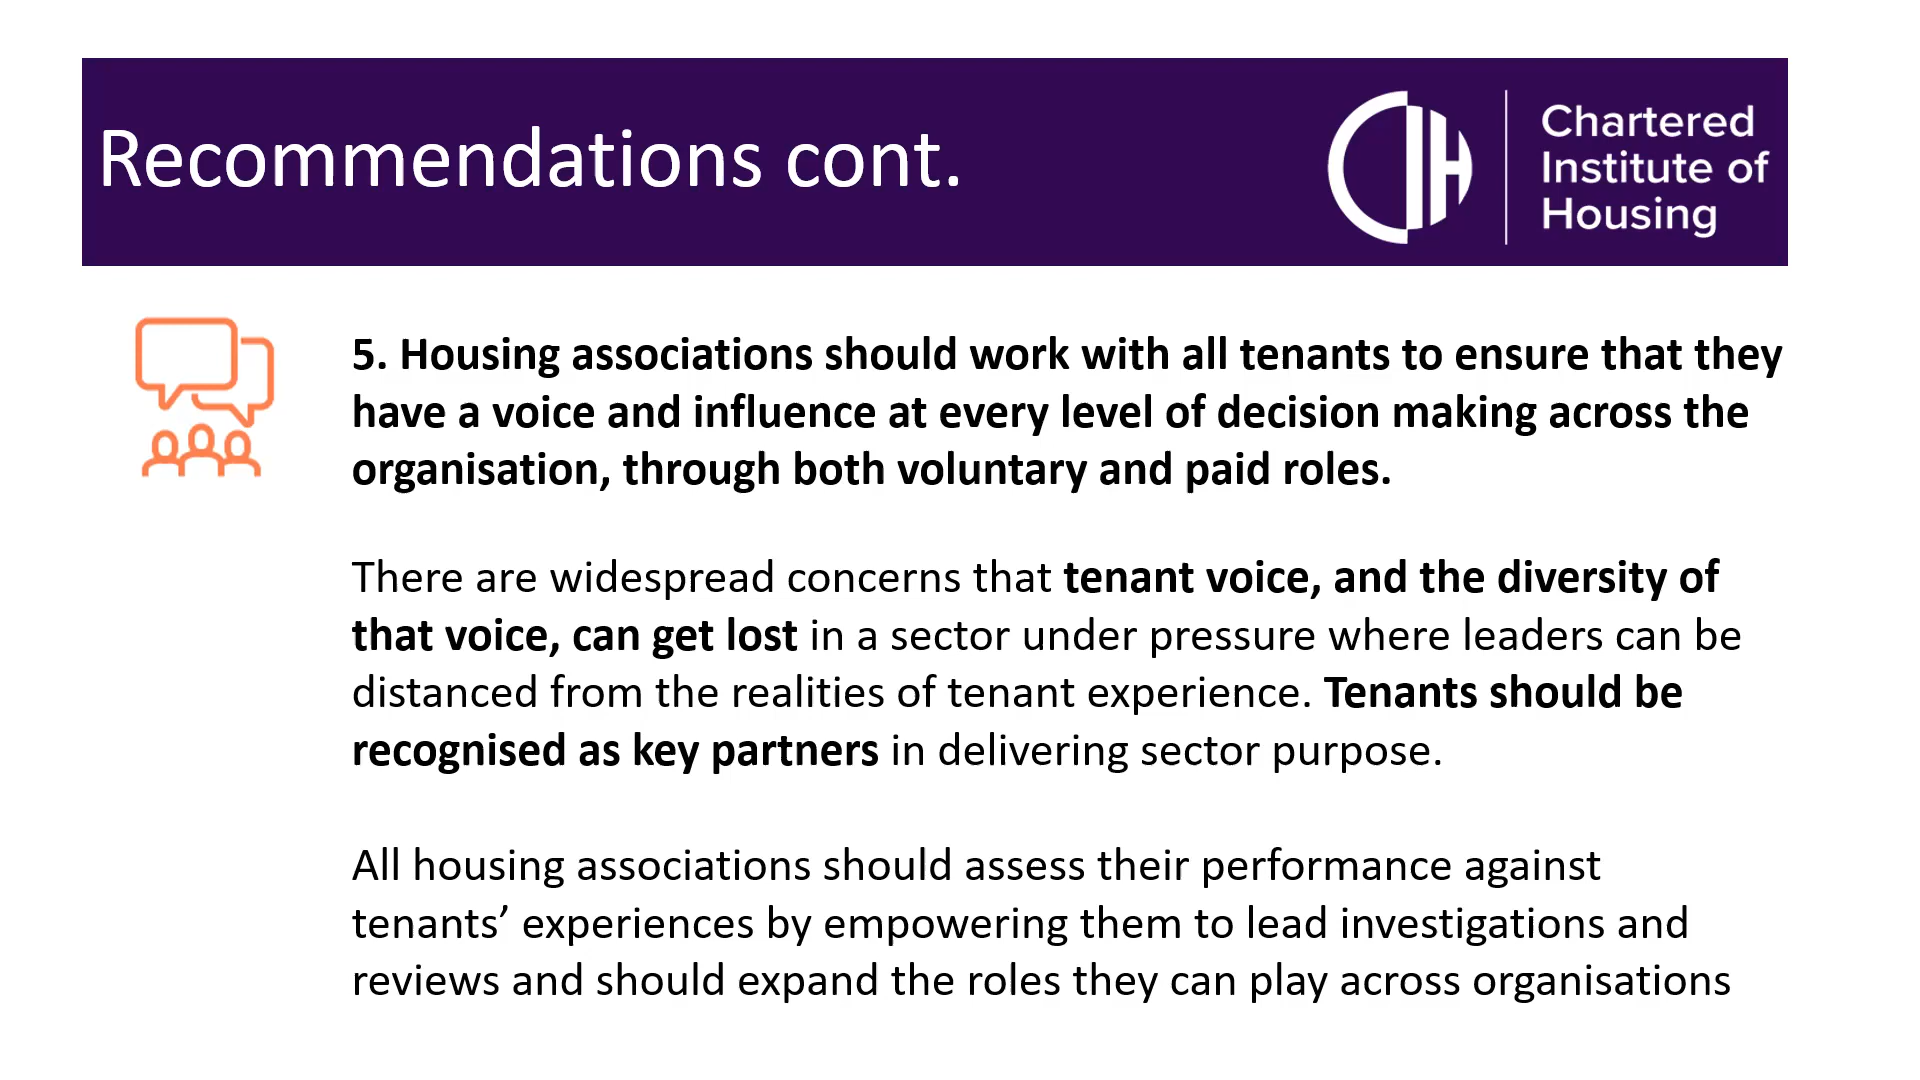 Recommendations cont.
Chartered
Institute of
Housing
5. Housing associations should work with all tenants to ensure that they
have a voice and influence at every level of decision making across the
organisation, through both voluntary and paid roles.
There are widespread concerns that tenant voice, and the diversity of
that voice, can get lost in a sector under pressure where leaders can be
distanced from the realities of tenant experience. Tenants should be
recognised as key partners in delivering sector purpose.
All housing associations should assess their performance against
tenants’ experiences by empowering them to lead investigations and
reviews and should expand the roles they can play across organisations